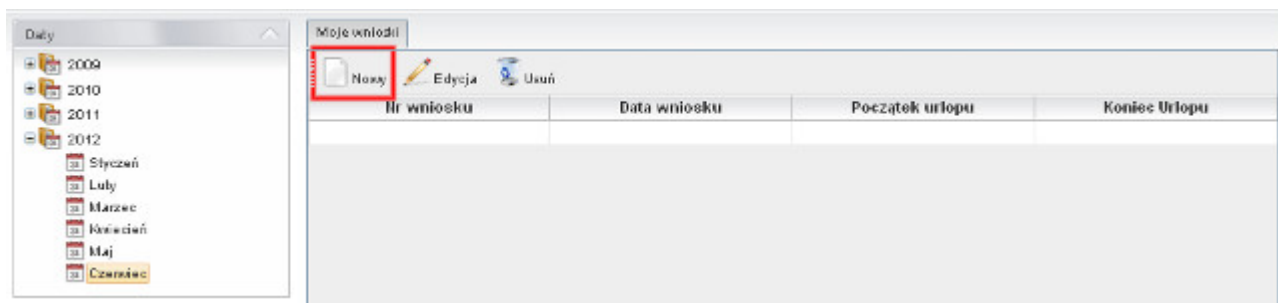 Daty
2009
2010
2011
2012
Styczeń
Luty
Marzec
Kwiecień
Maj
Czerwiec
Moje wnioski
Nowy Edycja Usuń
Nr wniosku Data wniosku Początek urlopu Koniec Urlopu